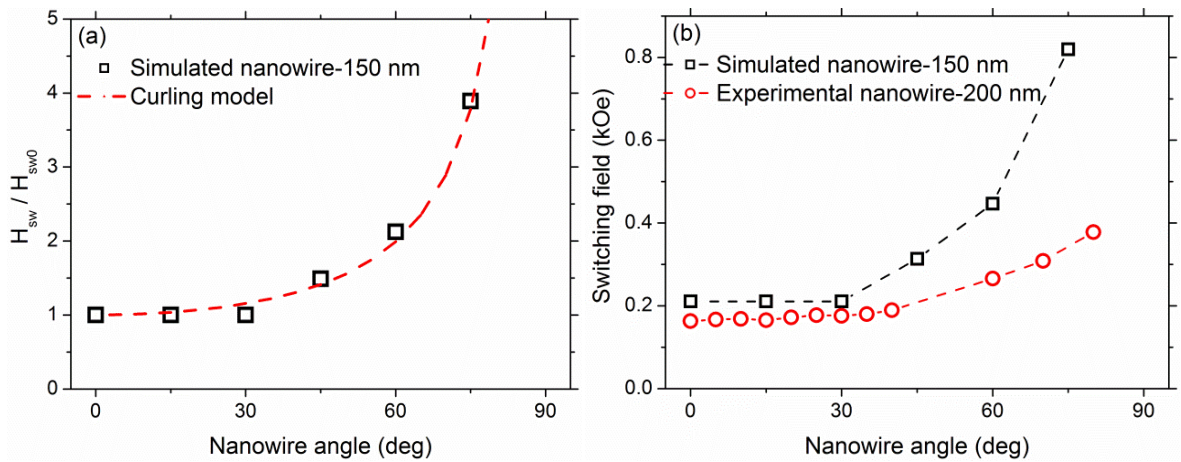 (a)
Simulated nanowire-150 nm
Curling model
5
4
3
2
1
0
0 30 60 90
H_sw / H_sw0
Nanowire angle (deg)
(b)
Simulated nanowire-150 nm
Experimental nanowire-200 nm
0.8
0.6
0.4
0.2
0.0
0 30 60 90
Switching field (kOe)
Nanowire angle (deg)